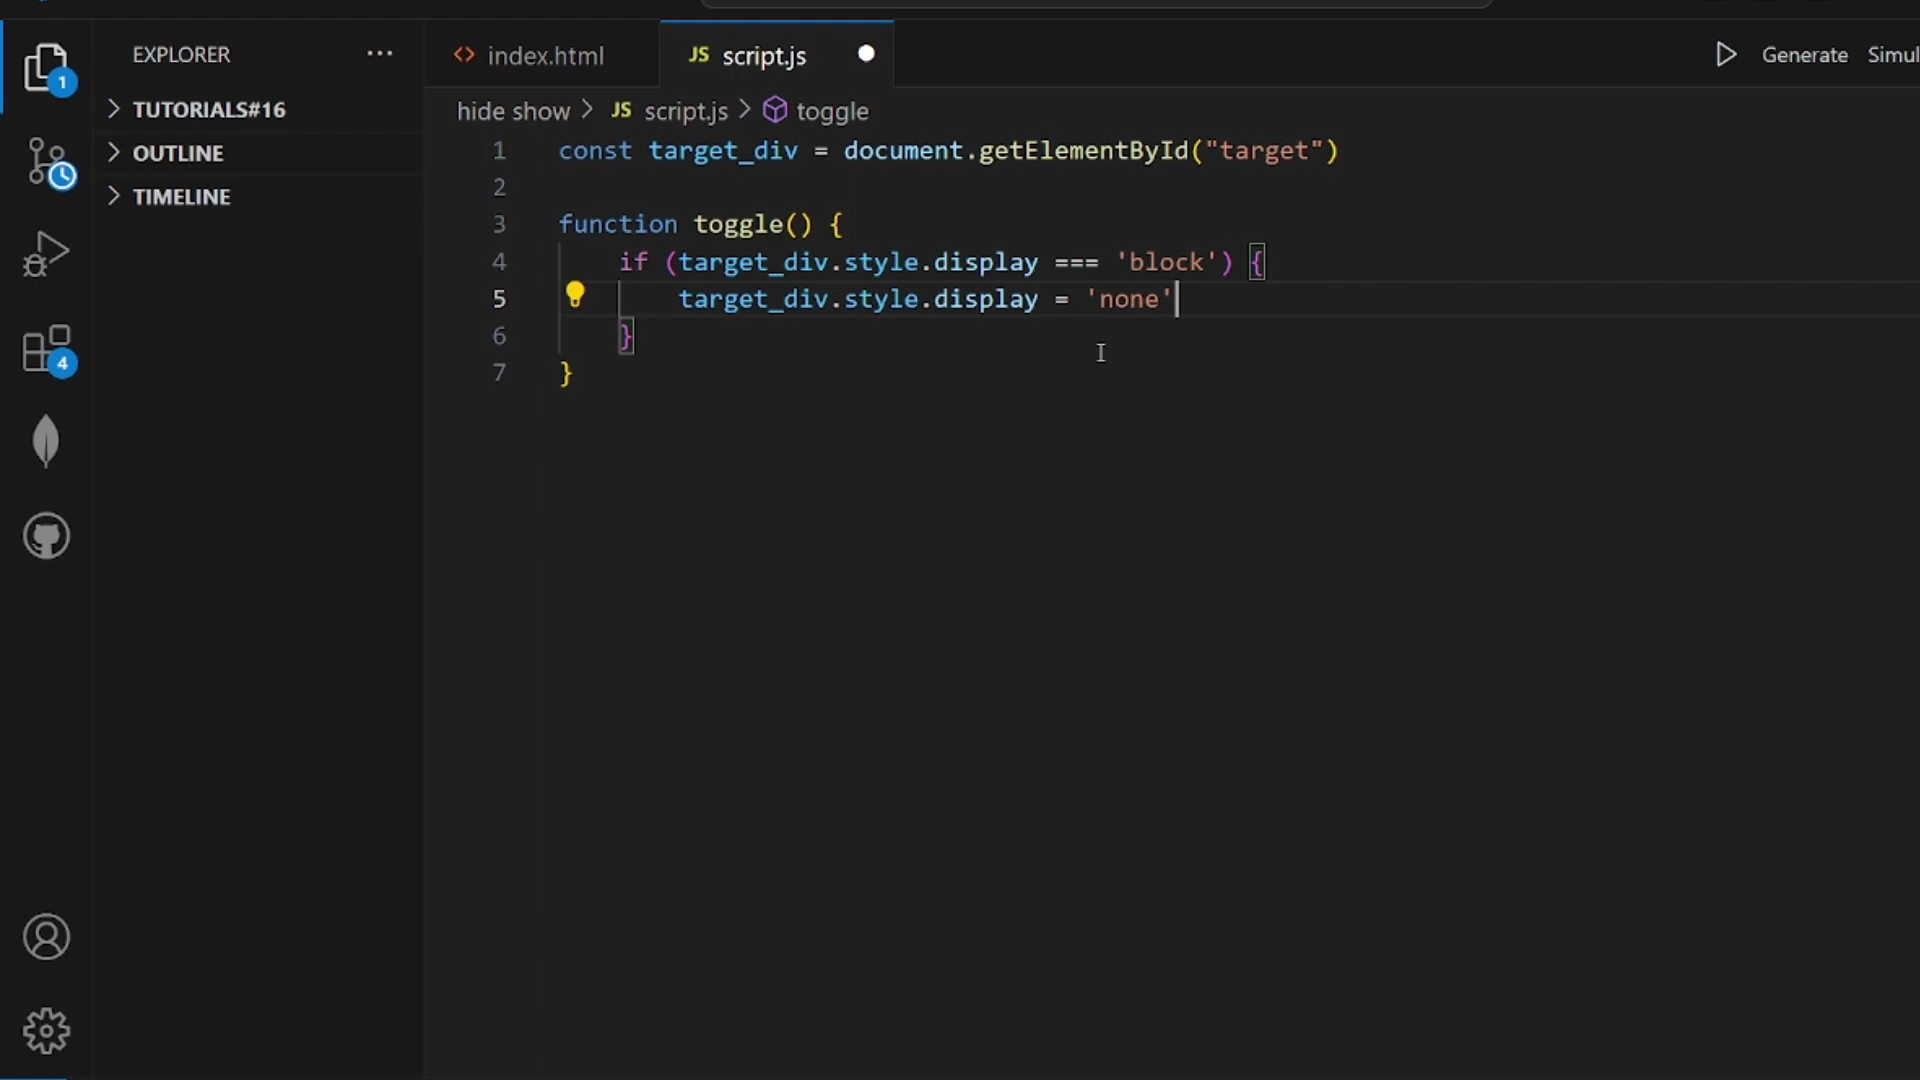 EXPLORER ...
TUTORIALS#16
OUTLINE
TIMELINE
1
4
index.html
JS script.js
Generate Simul
hide show > JS script.js > toggle
1 const target_div = document.getElementById("target")
2
3 function toggle() {
4 if (target_div.style.display === 'block') {
5 target_div.style.display = 'none'
6 }
7 }